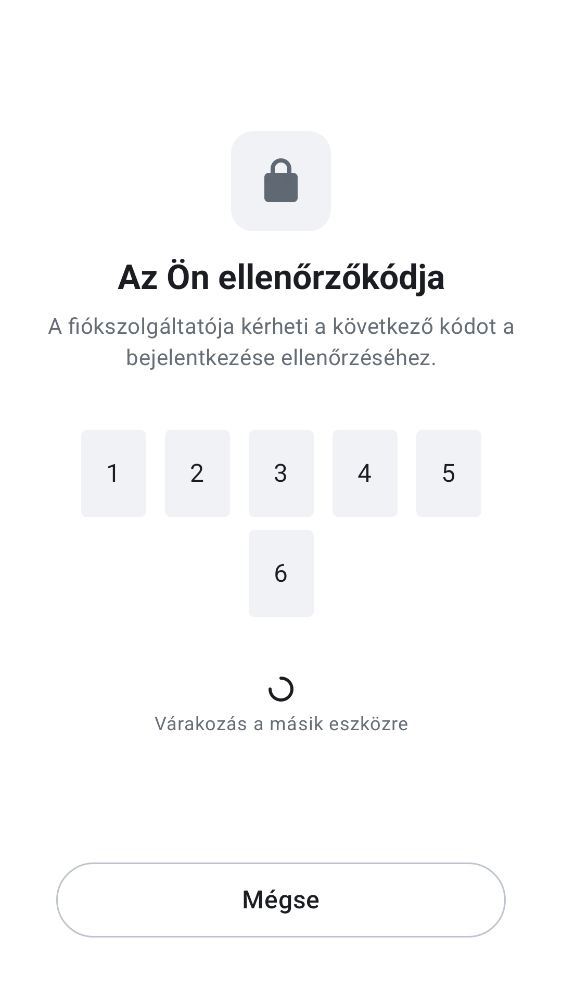 Az Ön ellenőrzőkódja
A fiókszolgáltatója kérheti a következő kódot a
bejelentkezése ellenőrzéséhez.
1 2 3 4 5
6
Várakozás a másik eszközre
Mégse